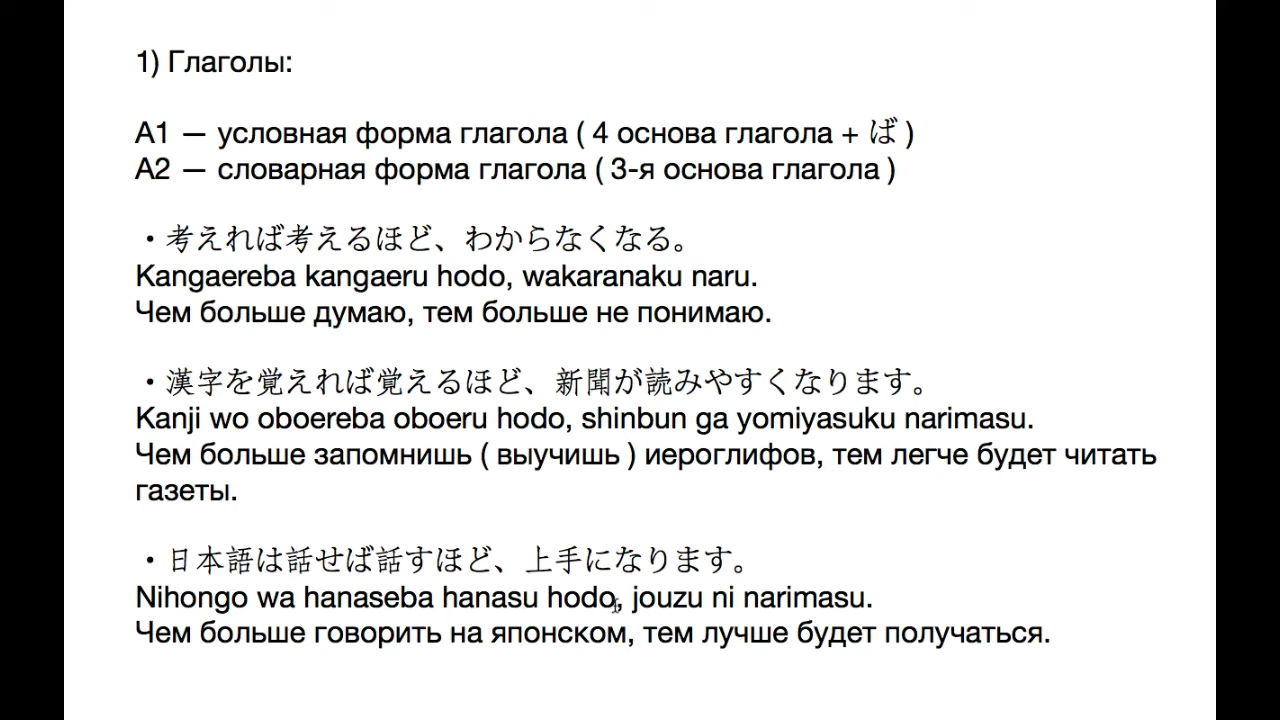 1) Глаголы:
А1 — условная форма глагола ( 4 основа глагола + ば )
А2 — словарная форма глагола ( 3-я основа глагола )
・考えれば考えるほど、わからなくなる。
Kangaereba kangaeru hodo, wakaranaku naru.
Чем больше думаю, тем больше не понимаю.
・漢字を覚えれば覚えるほど、新聞が読みやすくなります。
Kanji wo oboereba oboeru hodo, shinbun ga yomiyasuku narimasu.
Чем больше запомнишь ( выучишь ) иероглифов, тем легче будет читать
газеты.
・日本語は話せば話すほど、上手になります。
Nihongo wa hanaseba hanasu hodo, jouzu ni narimasu.
Чем больше говорить на японском, тем лучше будет получаться.